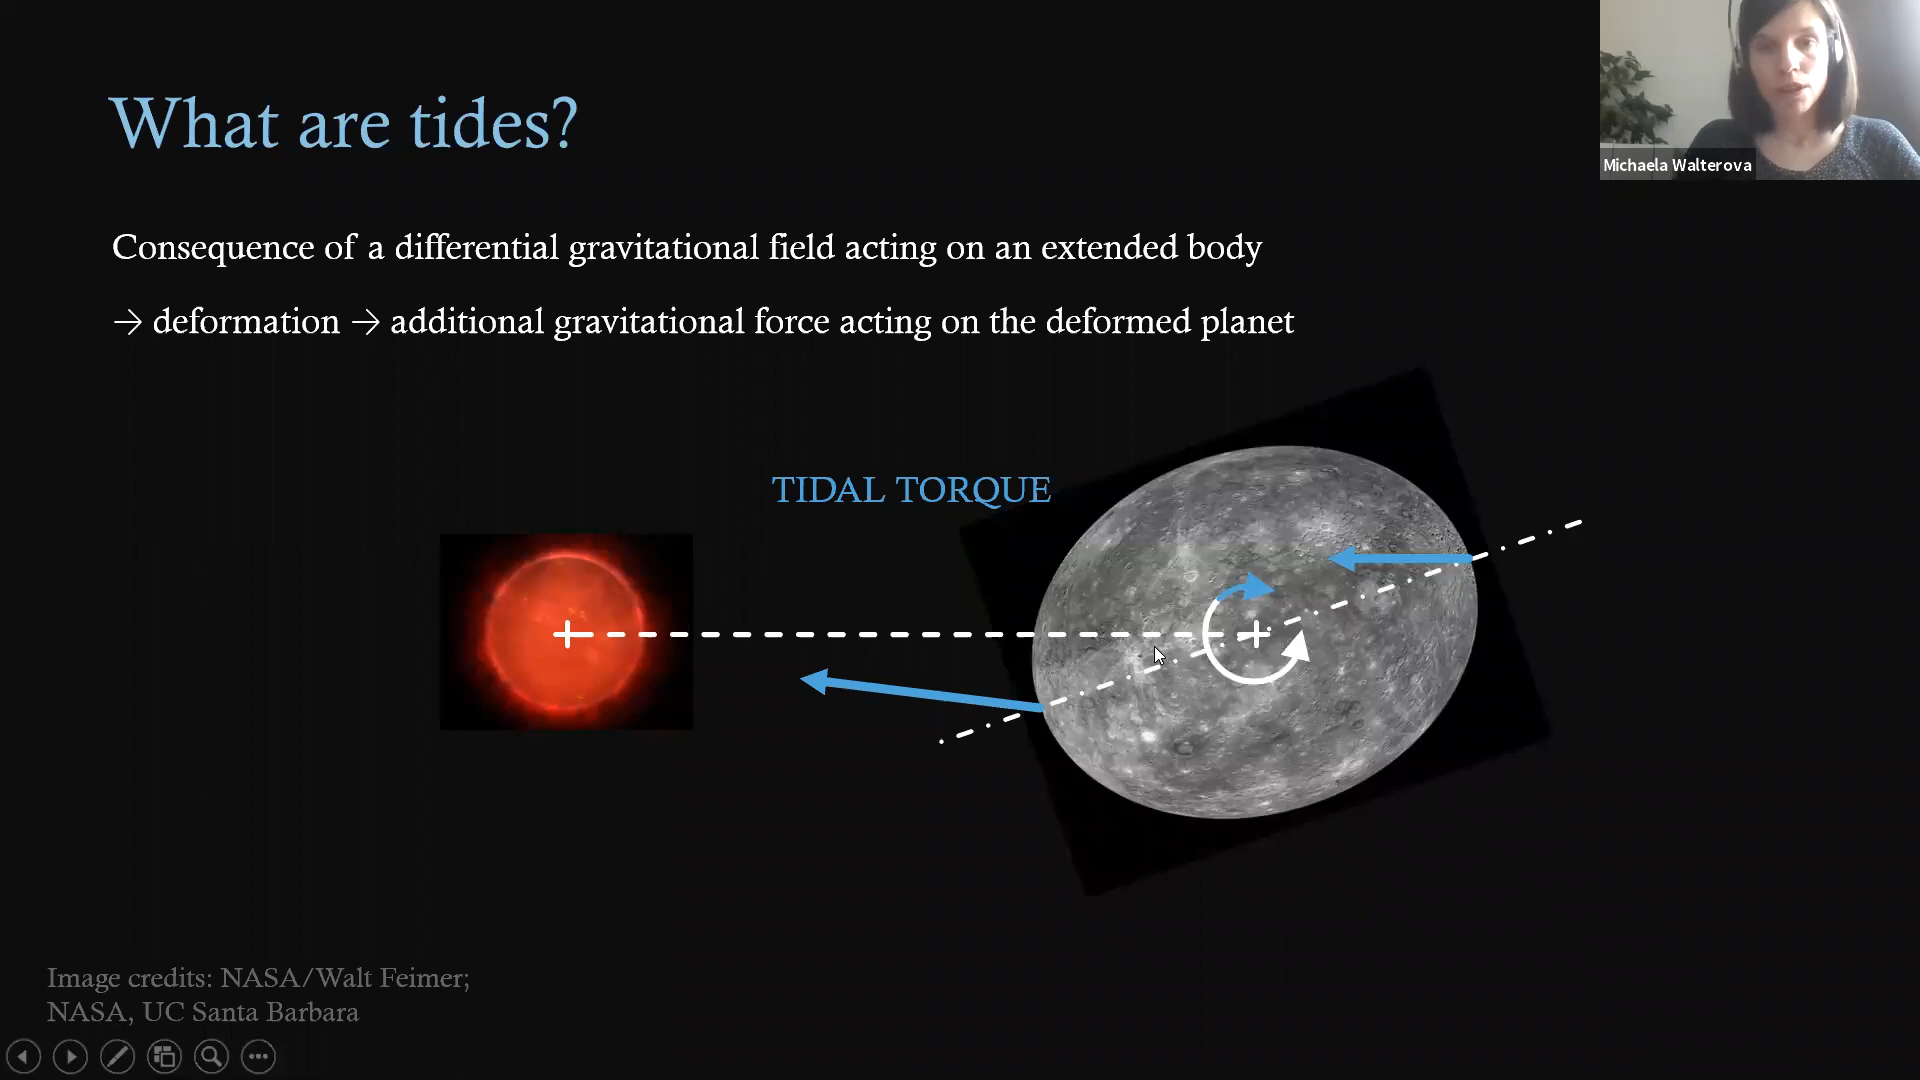 What are tides?
Michaela Walterova
Consequence of a differential gravitational field acting on an extended body
→ deformation → additional gravitational force acting on the deformed planet
TIDAL TORQUE
Image credits: NASA/Walt Feimer;
NASA, UC Santa Barbara